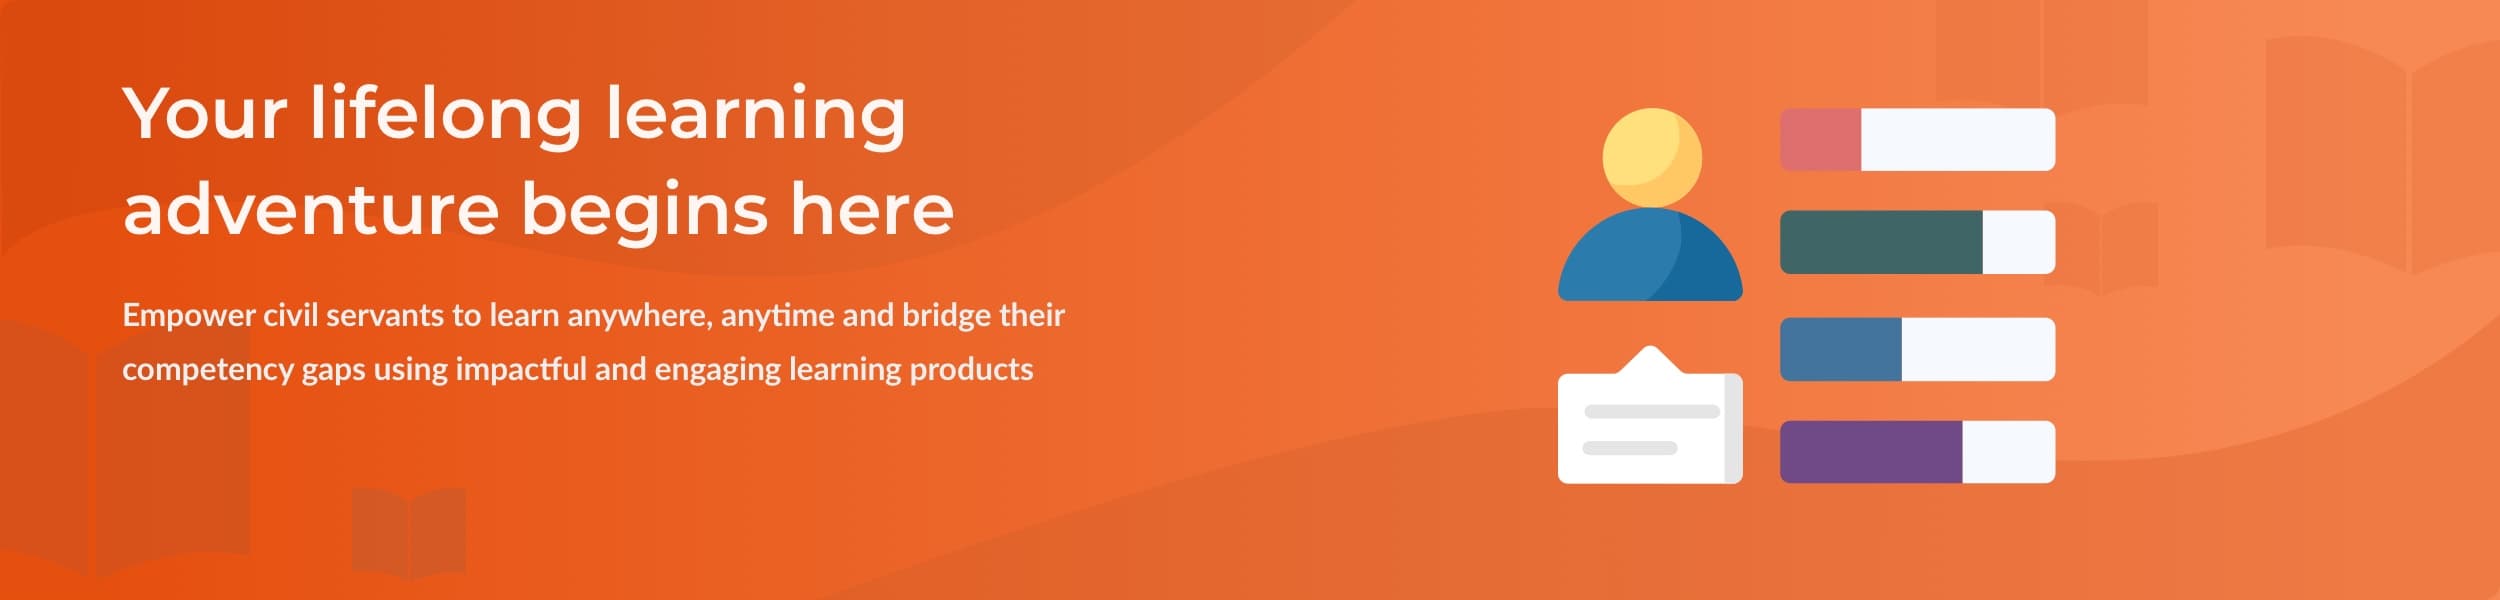 Your lifelong learning
adventure begins here
Empower civil servants to learn anywhere, anytime and bridge their
competency gaps using impactful and engaging learning products